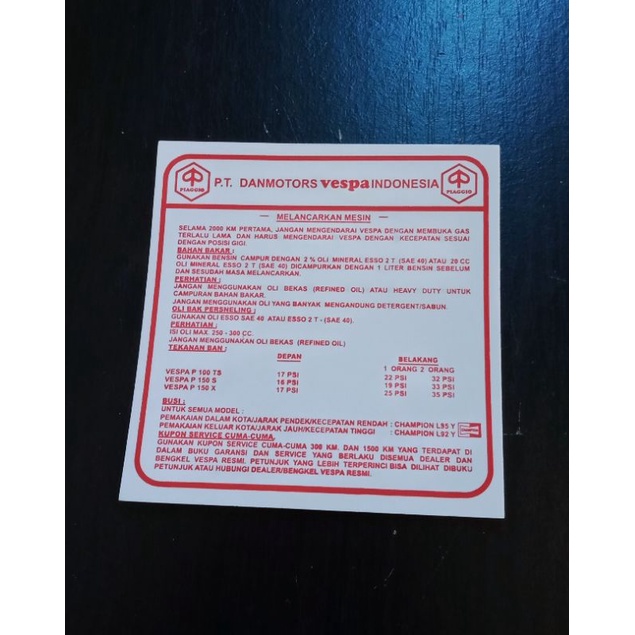 PIAGGIO P.T. DANMOTORS vespa INDONESIA PIAGGIO
— MELANCARKAN MESIN —
SELAMA 2000 KM PERTAMA, JANGAN MENGENDARAI VESPA DENGAN MEMBUKA GAS
TERLALU LAMA DAN HARUS MENGENDARAI VESPA DENGAN KECEPATAN SESUAI
DENGAN POSISI GIGI.
BAHAN BAKAR :
GUNAKAN BENSIN CAMPUR DENGAN 2 % OLI MINERAL ESSO 2 T (SAE 40) ATAU 20 CC
OLI MINERAL ESSO 2 T (SAE 40) DICAMPURKAN DENGAN 1 LITER BENSIN SEBELUM
DAN SESUDAH MASA MELANCARKAN.
PERHATIAN :
JANGAN MENGGUNAKAN OLI BEKAS (REFINED OIL) ATAU HEAVY DUTY UNTUK
CAMPURAN BAHAN BAKAR.
JANGAN MENGGUNAKAN OLI YANG BANYAK MENGANDUNG DETERGENT/SABUN.
OLI BAK PERSNELING :
GUNAKAN OLI ESSO SAE 40 ATAU ESSO 2 T - (SAE 40).
PERHATIAN :
ISI OLI MAX. 250 - 300 CC.
JANGAN MENGGUNAKAN OLI BEKAS (REFINED OIL)
TEKANAN BAN :
DEPAN BELAKANG
1 ORANG 2 ORANG
VESPA P 100 TS 17 PSI 22 PSI 32 PSI
VESPA P 150 S 16 PSI 19 PSI 33 PSI
VESPA P 150 X 17 PSI 25 PSI 35 PSI
BUSI :
UNTUK SEMUA MODEL :
PEMAKAIAN DALAM KOTA/JARAK PENDEK/KECEPATAN RENDAH : CHAMPION L95 Y
PEMAKAIAN KELUAR KOTA/JARAK JAUH/KECEPATAN TINGGI : CHAMPION L92 Y
KUPON SERVICE CUMA-CUMA.
GUNAKAN KUPON SERVICE CUMA-CUMA 300 KM. DAN 1500 KM YANG TERDAPAT DI
DALAM BUKU GARANSI DAN SERVICE YANG BERLAKU DISEMUA DEALER DAN
BENGKEL VESPA RESMI. PETUNJUK YANG LEBIH TERPERINCI BISA DILIHAT DIBUKU
PETUNJUK ATAU HUBUNGI DEALER/BENGKEL VESPA RESMI.